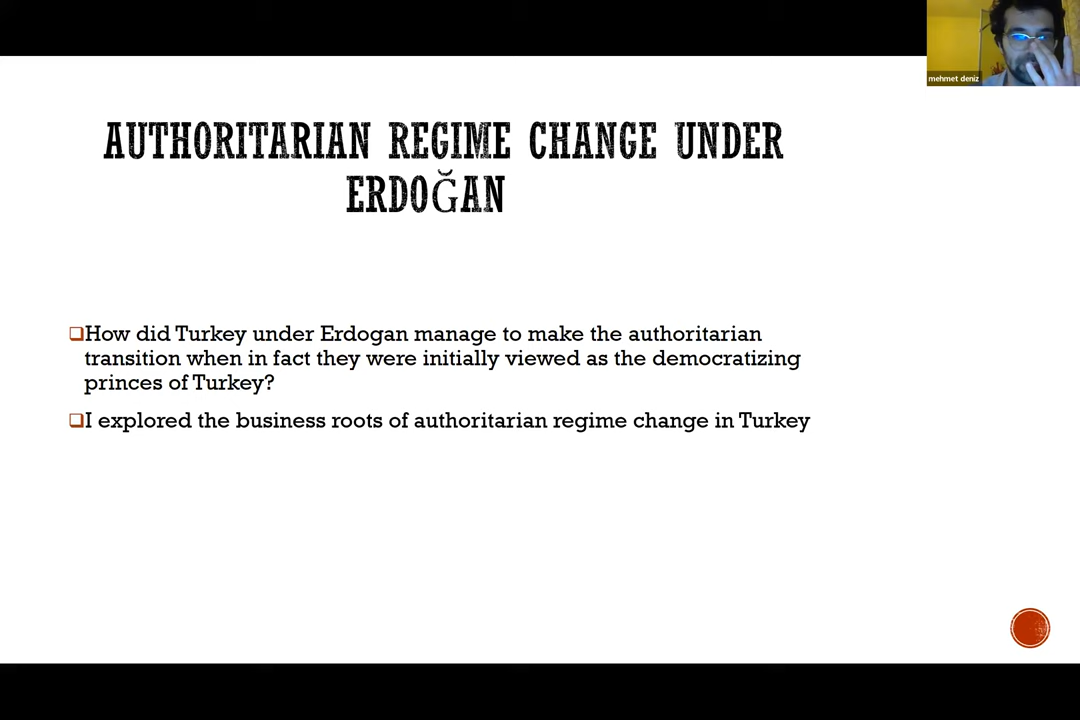 mehmet deniz
AUTHORITARIAN REGIME CHANGE UNDER
ERDOĞAN
How did Turkey under Erdogan manage to make the authoritarian
transition when in fact they were initially viewed as the democratizing
princes of Turkey?
I explored the business roots of authoritarian regime change in Turkey